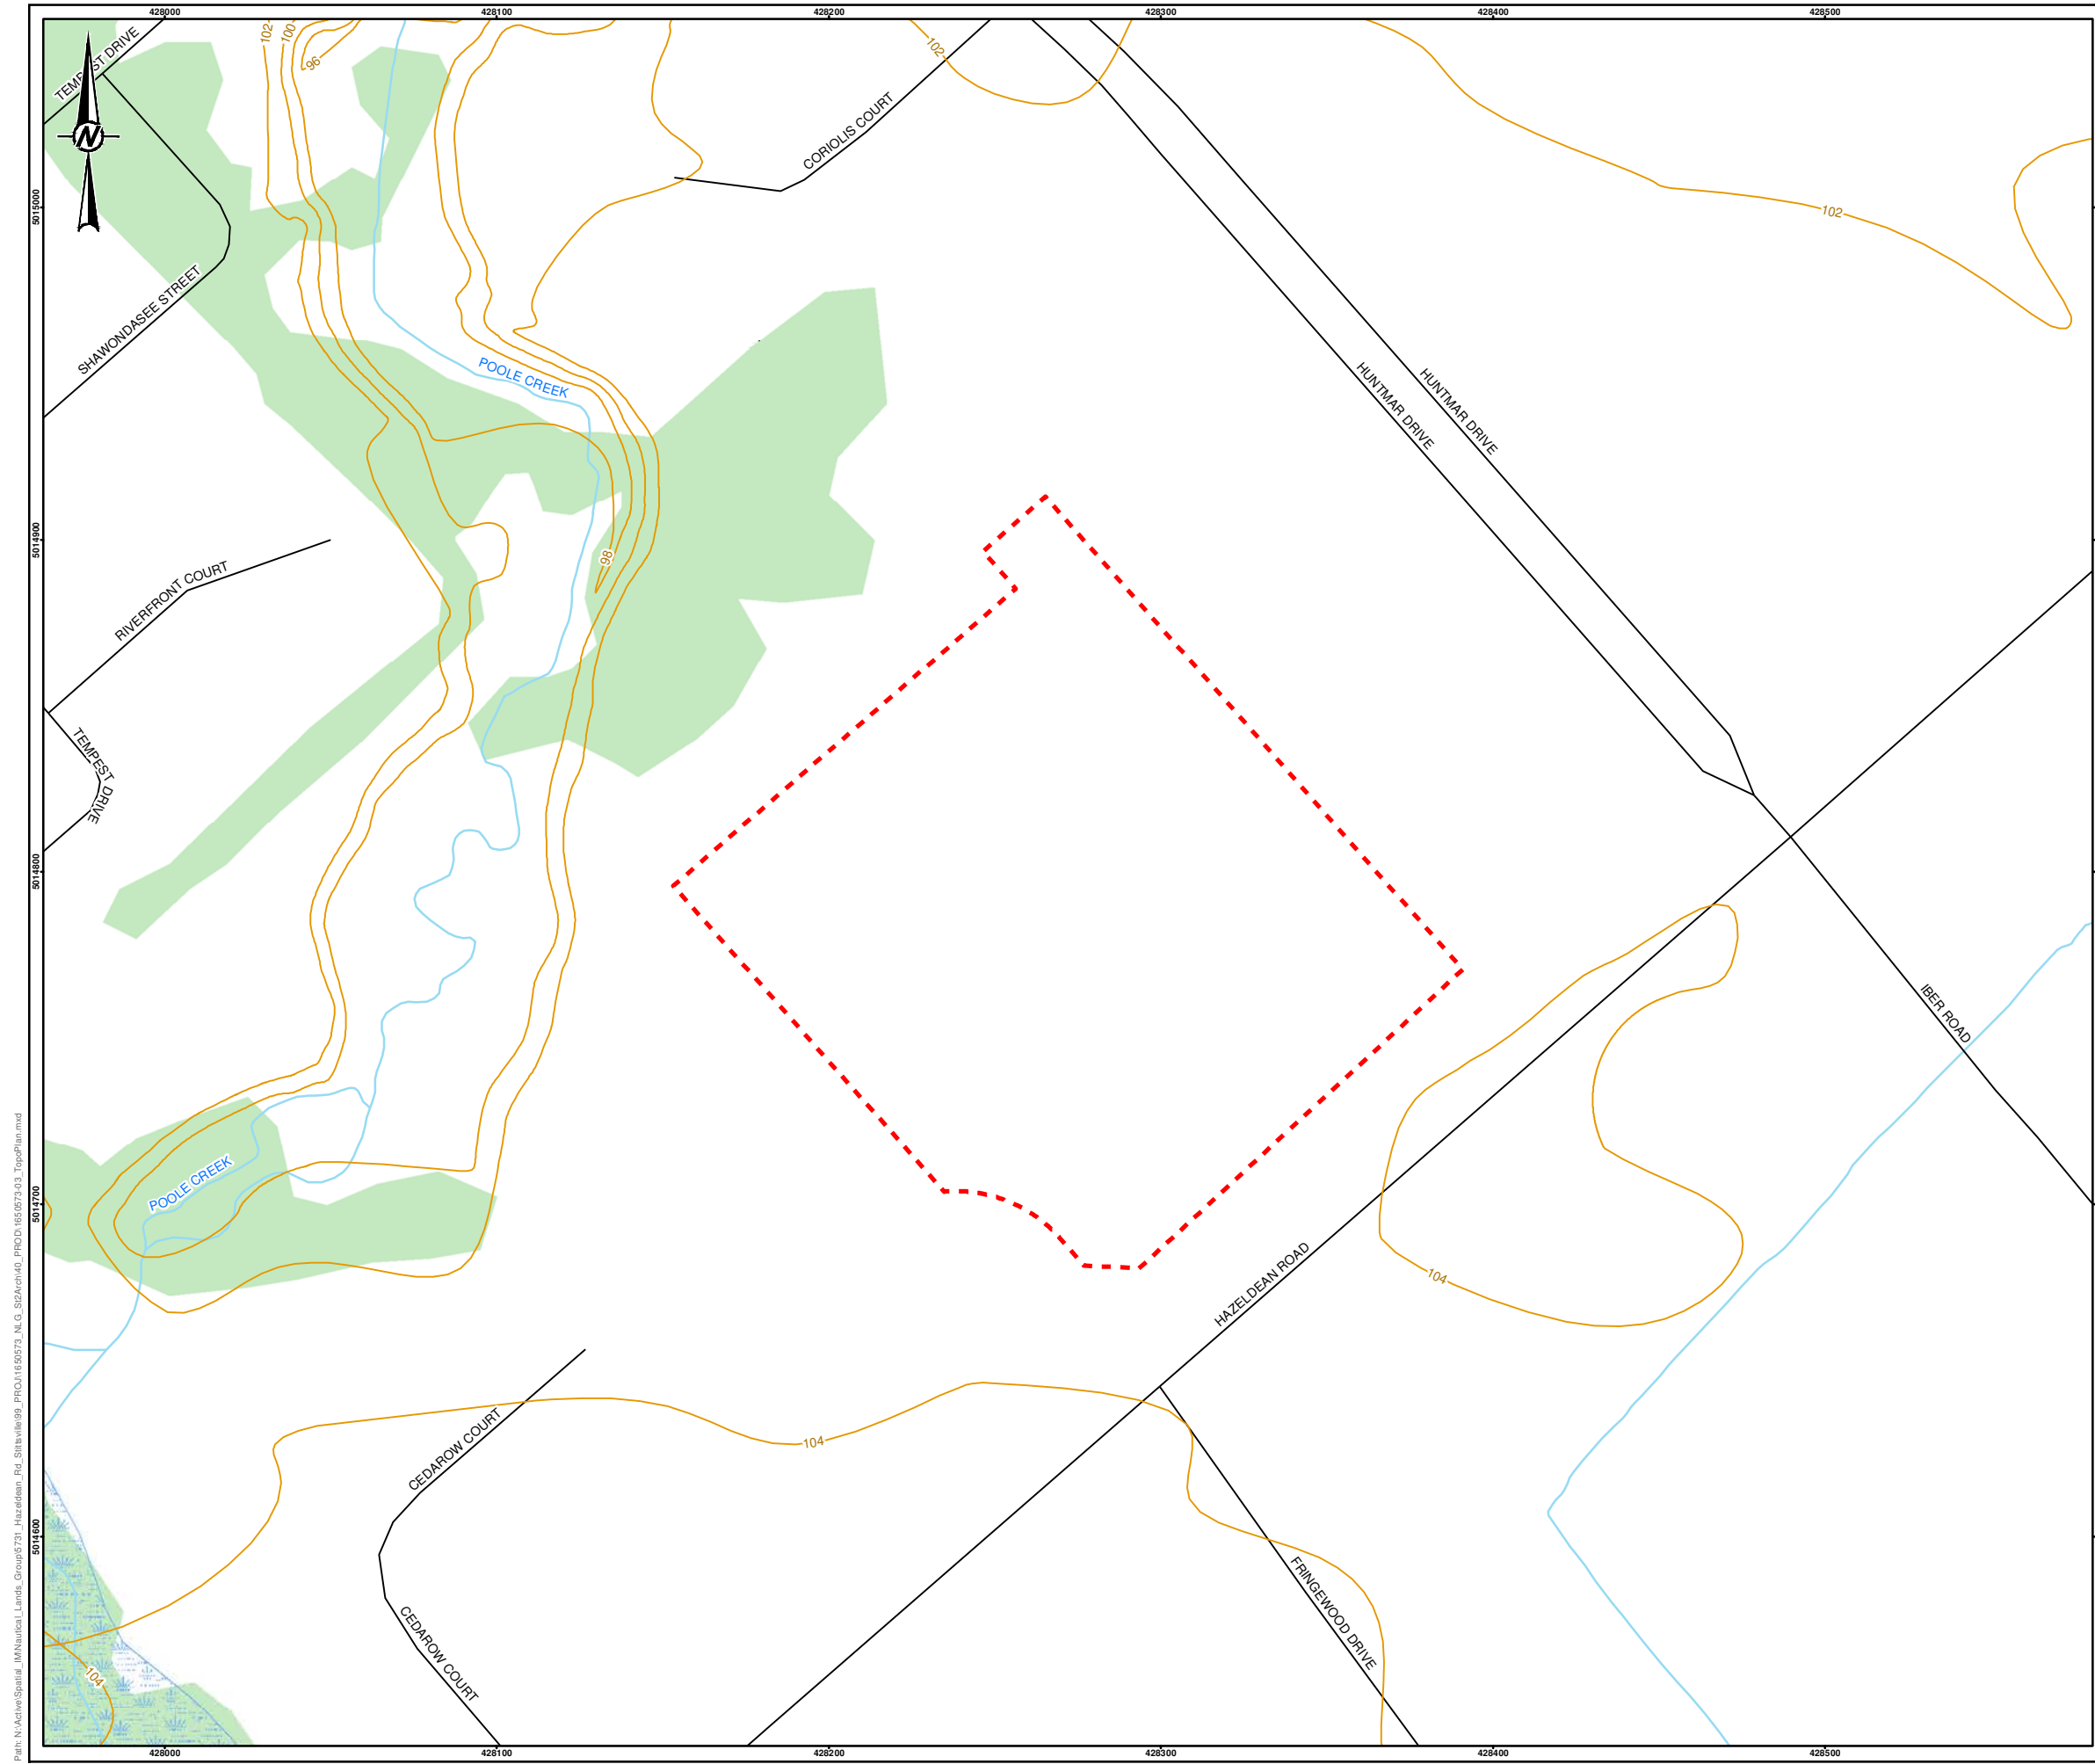 428000
428100
428200
428300
428400
428500
TEMPEST DRIVE
102
100
96
102
CORIOLIS COURT
N
5015000
102
SHAWONDASEE STREET
POOLE CREEK
HUNTMAR DRIVE
HUNTMAR DRIVE
5014900
98
RIVERFRONT COURT
TEMPEST DRIVE
5014800
IBER ROAD
POOLE CREEK
5014700
HAZELDEAN ROAD
104
CEDAROW COURT
104
5014600
FRINGEWOOD DRIVE
CEDAROW COURT
104
428000
428100
428200
428300
428400
428500